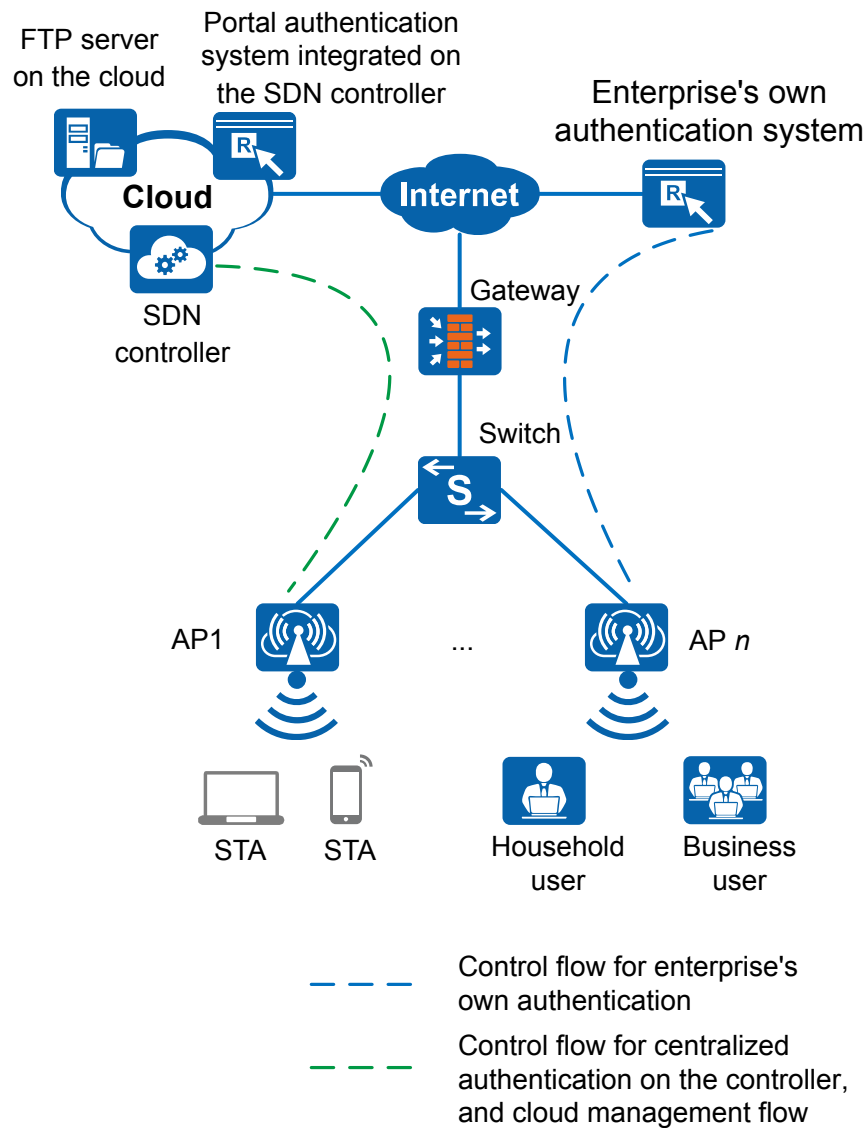 FTP server
on the cloud
Portal authentication
system integrated on
the SDN controller
Enterprise's own
authentication system
R
R
Cloud
Internet
SDN
controller
Gateway
Switch
S
AP1
...
AP n
STA
STA
Household
user
Business
user
Control flow for enterprise's
own authentication
Control flow for centralized
authentication on the controller,
and cloud management flow